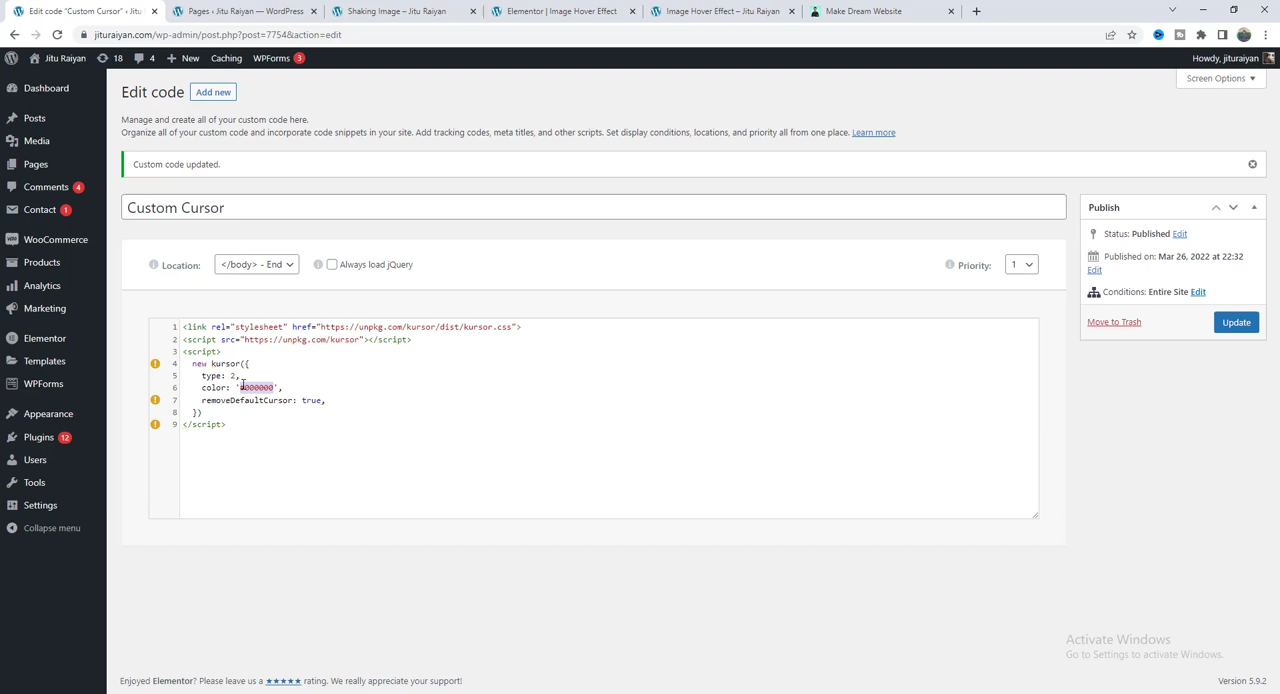 Edit code "Custom Cursor" ‹ Jitu
Pages ‹ Jitu Raiyan — WordPress
Shaking Image – Jitu Raiyan
Elementor | Image Hover Effect
Image Hover Effect – Jitu Raiyan
Make Dream Website
jituraiyan.com/wp-admin/post.php?post=7754&action=edit
Jitu Raiyan 18 4 New Caching WPForms 3 Howdy, jituraiyan
Screen Options
Dashboard
Posts
Media
Pages
Comments 4
Contact 1
WooCommerce
Products
Analytics
Marketing
Elementor
Templates
WPForms
Appearance
Plugins 12
Users
Tools
Settings
Collapse menu
Edit code Add new
Manage and create all of your custom code here.
Organize all of your custom code and incorporate code snippets in your site. Add tracking codes, meta titles, and other scripts. Set display conditions, locations, and priority all from one place. Learn more
Custom code updated.
Custom Cursor
Location: </body> - End Always load jQuery Priority: 1
1 <link rel="stylesheet" href="https://unpkg.com/kursor/dist/kursor.css">
2 <script src="https://unpkg.com/kursor"></script>
3 <script>
4 new kursor({
5 type: 2,
6 color: '#000000',
7 removeDefaultCursor: true,
8 })
9 </script>
Publish
Status: Published Edit
Published on: Mar 26, 2022 at 22:32
Edit
Conditions: Entire Site Edit
Move to Trash Update
Activate Windows
Go to Settings to activate Windows.
Enjoyed Elementor? Please leave us a ★★★★★ rating. We really appreciate your support!
Version 5.9.2